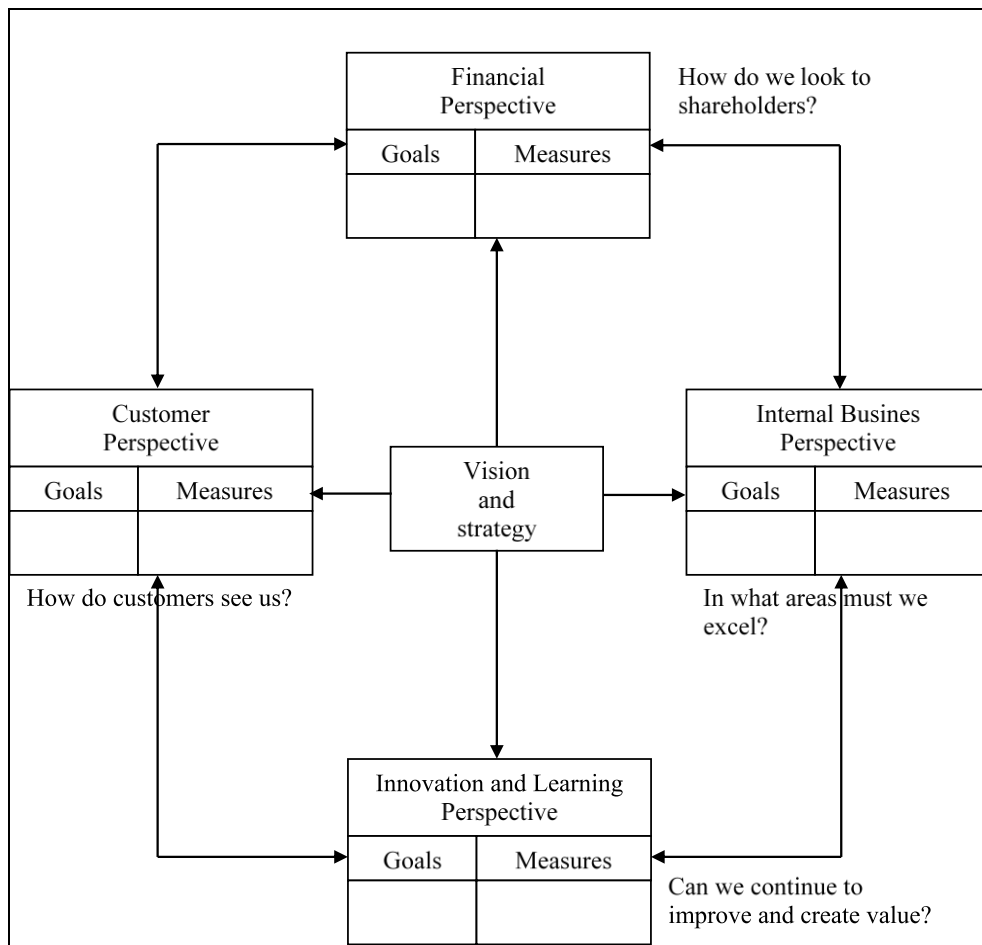 Financial
Perspective
How do we look to
shareholders?
Goals
Measures
Customer
Perspective
Goals
Measures
How do customers see us?
Vision
and
strategy
Internal Busines
Perspective
Goals
Measures
In what areas must we
excel?
Innovation and Learning
Perspective
Goals
Measures
Can we continue to
improve and create value?